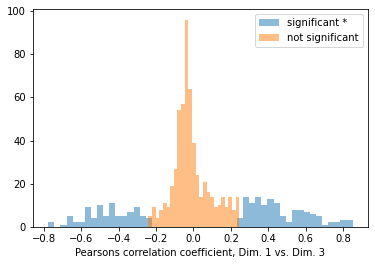 100
80
60
40
20
0
significant *
not significant
−0.8 −0.6 −0.4 −0.2 0.0 0.2 0.4 0.6 0.8
Pearsons correlation coefficient, Dim. 1 vs. Dim. 3